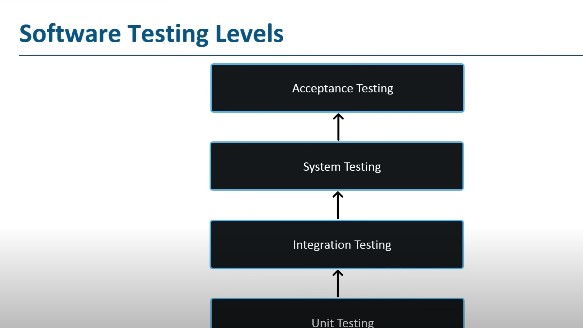 Software Testing Levels
Acceptance Testing
System Testing
Integration Testing
Unit Testing